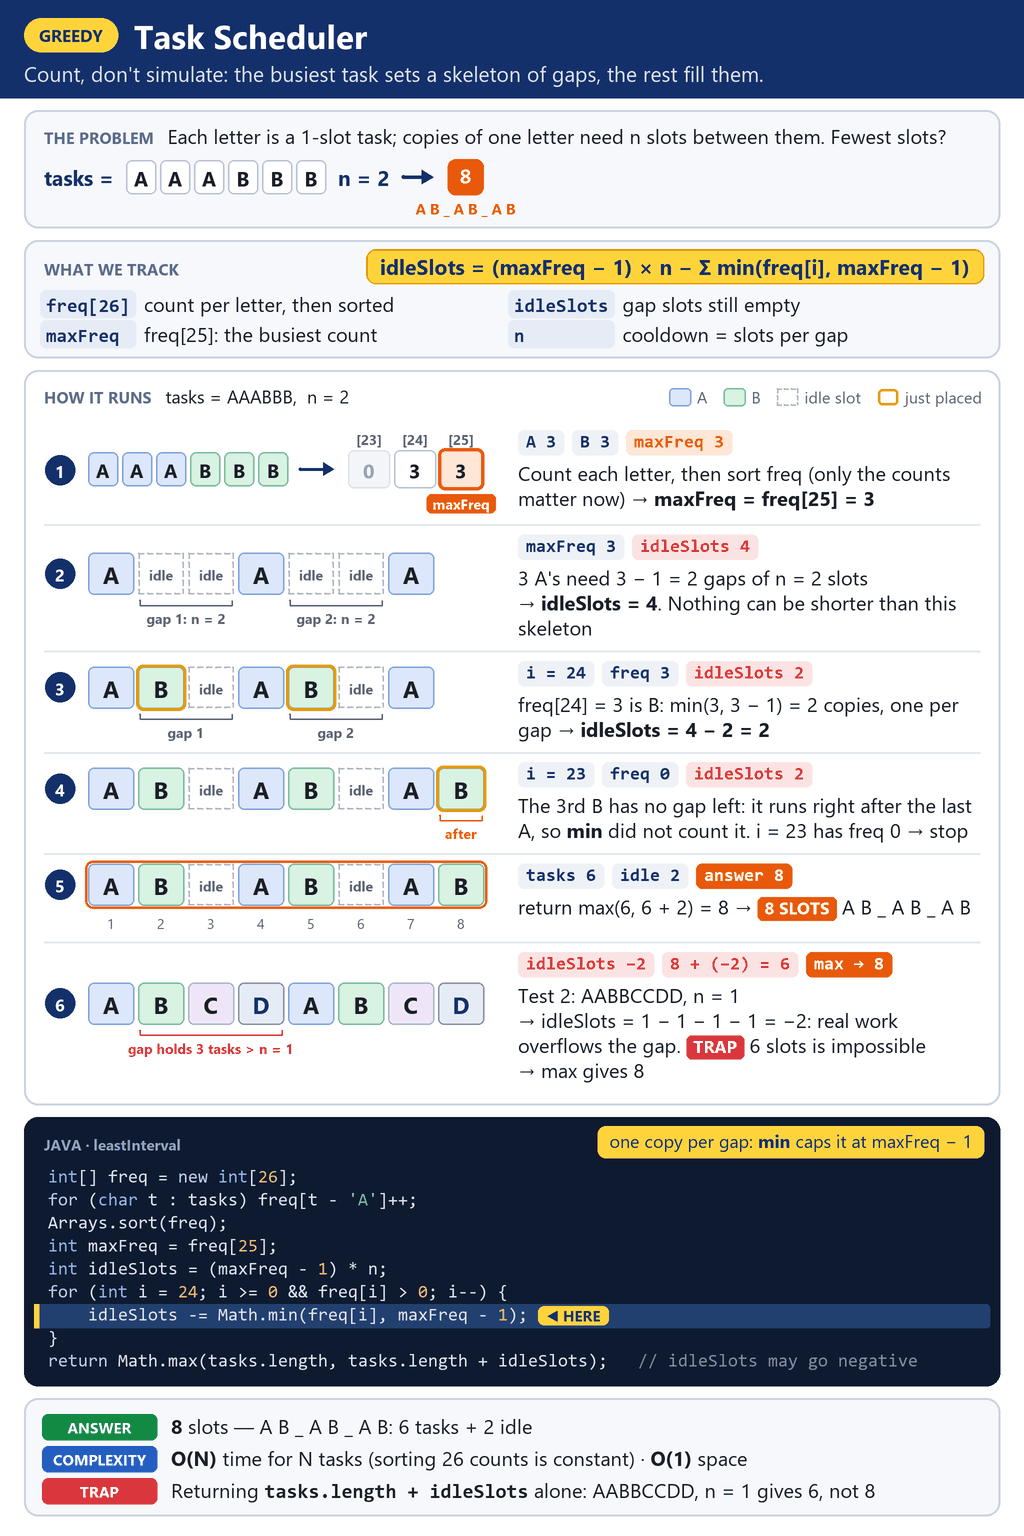 GREEDY Task Scheduler
Count, don't simulate: the busiest task sets a skeleton of gaps, the rest fill them.
THE PROBLEM Each letter is a 1-slot task; copies of one letter need n slots between them. Fewest slots?
tasks = A A A B B B n = 2 → 8
A B _ A B _ A B
WHAT WE TRACK idleSlots = (maxFreq − 1) × n − Σ min(freq[i], maxFreq − 1)
freq[26] count per letter, then sorted idleSlots gap slots still empty
maxFreq freq[25]: the busiest count n cooldown = slots per gap
HOW IT RUNS tasks = AAABBB, n = 2 A B idle slot just placed
[23] [24] [25]
1 A A A B B B → 0 3 3
maxFreq
A 3 B 3 maxFreq 3
Count each letter, then sort freq (only the counts
matter now) → maxFreq = freq[25] = 3
2 A idle idle A idle idle A
gap 1: n = 2 gap 2: n = 2
maxFreq 3 idleSlots 4
3 A's need 3 − 1 = 2 gaps of n = 2 slots
→ idleSlots = 4. Nothing can be shorter than this
skeleton
3 A B idle A B idle A
gap 1 gap 2
i = 24 freq 3 idleSlots 2
freq[24] = 3 is B: min(3, 3 − 1) = 2 copies, one per
gap → idleSlots = 4 − 2 = 2
4 A B idle A B idle A B
after
i = 23 freq 0 idleSlots 2
The 3rd B has no gap left: it runs right after the last
A, so min did not count it. i = 23 has freq 0 → stop
5 A B idle A B idle A B
1 2 3 4 5 6 7 8
tasks 6 idle 2 answer 8
return max(6, 6 + 2) = 8 → 8 SLOTS A B _ A B _ A B
6 A B C D A B C D
gap holds 3 tasks > n = 1
idleSlots −2 8 + (−2) = 6 max → 8
Test 2: AABBCCDD, n = 1
→ idleSlots = 1 − 1 − 1 − 1 = −2: real work
overflows the gap. TRAP 6 slots is impossible
→ max gives 8
JAVA · leastInterval one copy per gap: min caps it at maxFreq − 1
int[] freq = new int[26];
for (char t : tasks) freq[t - 'A']++;
Arrays.sort(freq);
int maxFreq = freq[25];
int idleSlots = (maxFreq - 1) * n;
for (int i = 24; i >= 0 && freq[i] > 0; i--) {
idleSlots -= Math.min(freq[i], maxFreq - 1); ◀ HERE
}
return Math.max(tasks.length, tasks.length + idleSlots); // idleSlots may go negative
ANSWER 8 slots — A B _ A B _ A B: 6 tasks + 2 idle
COMPLEXITY O(N) time for N tasks (sorting 26 counts is constant) · O(1) space
TRAP Returning tasks.length + idleSlots alone: AABBCCDD, n = 1 gives 6, not 8